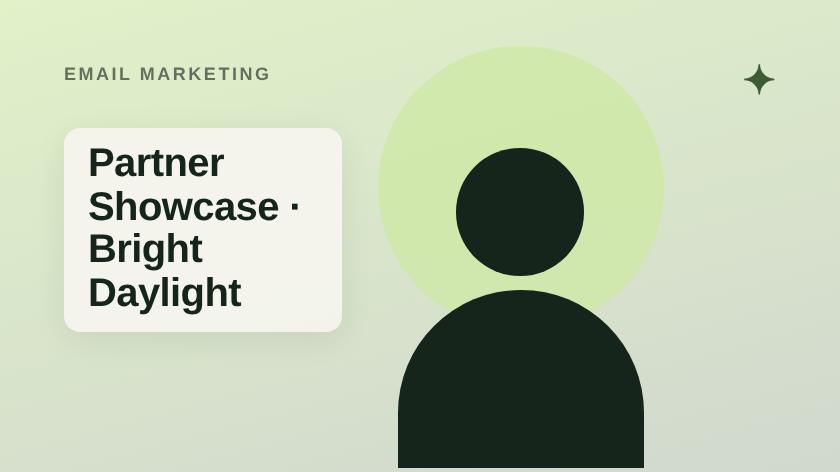 EMAIL MARKETING
Partner
Showcase ·
Bright
Daylight